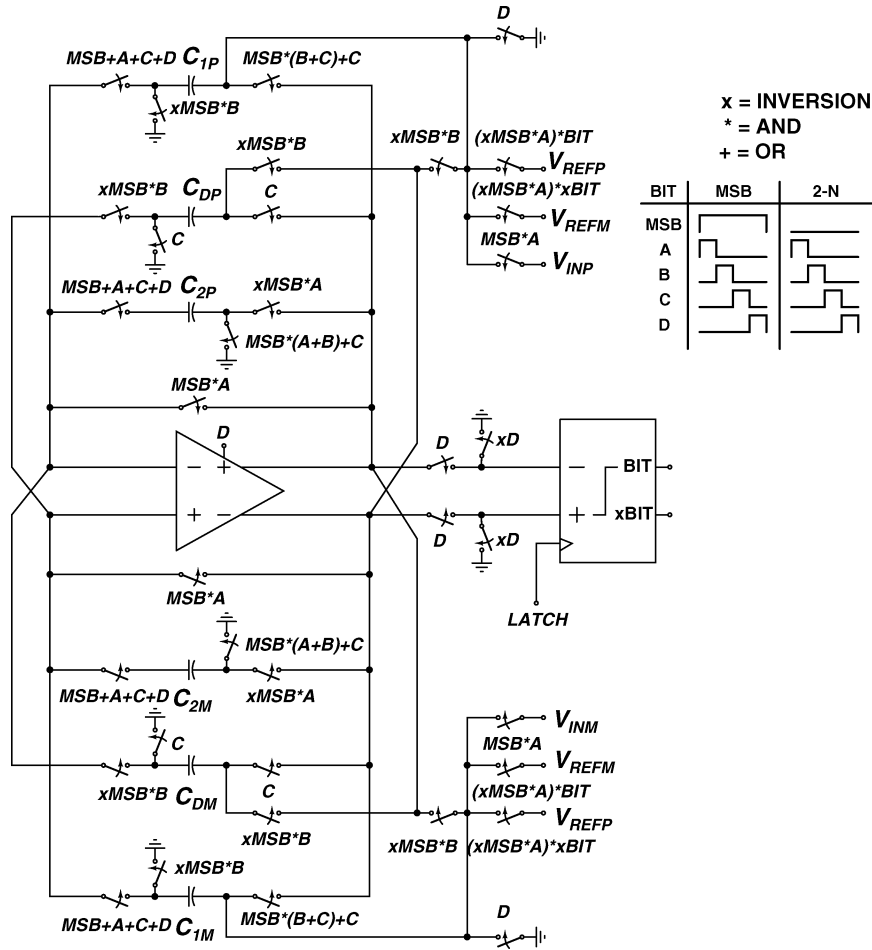 D
MSB+A+C+D C1P MSB*(B+C)+C
xMSB*B
x = INVERSION
* = AND
+ = OR
xMSB*B
xMSB*B (xMSB*A)*BIT
VREFP
xMSB*B CDP C
(xMSB*A)*xBIT
VREFM
C
MSB*A
VINP
BIT MSB 2-N
MSB
A
B
C
D
MSB+A+C+D C2P xMSB*A
MSB*(A+B)+C
MSB*A
D
− +
+ −
D
xD
D
xD
− BIT
+ xBIT
LATCH
MSB*A
MSB*(A+B)+C
MSB+A+C+D C2M xMSB*A
VINM
MSB*A
C
VREFM
xMSB*B CDM C
(xMSB*A)*BIT
VREFP
xMSB*B
xMSB*B (xMSB*A)*xBIT
xMSB*B
MSB+A+C+D C1M MSB*(B+C)+C
D